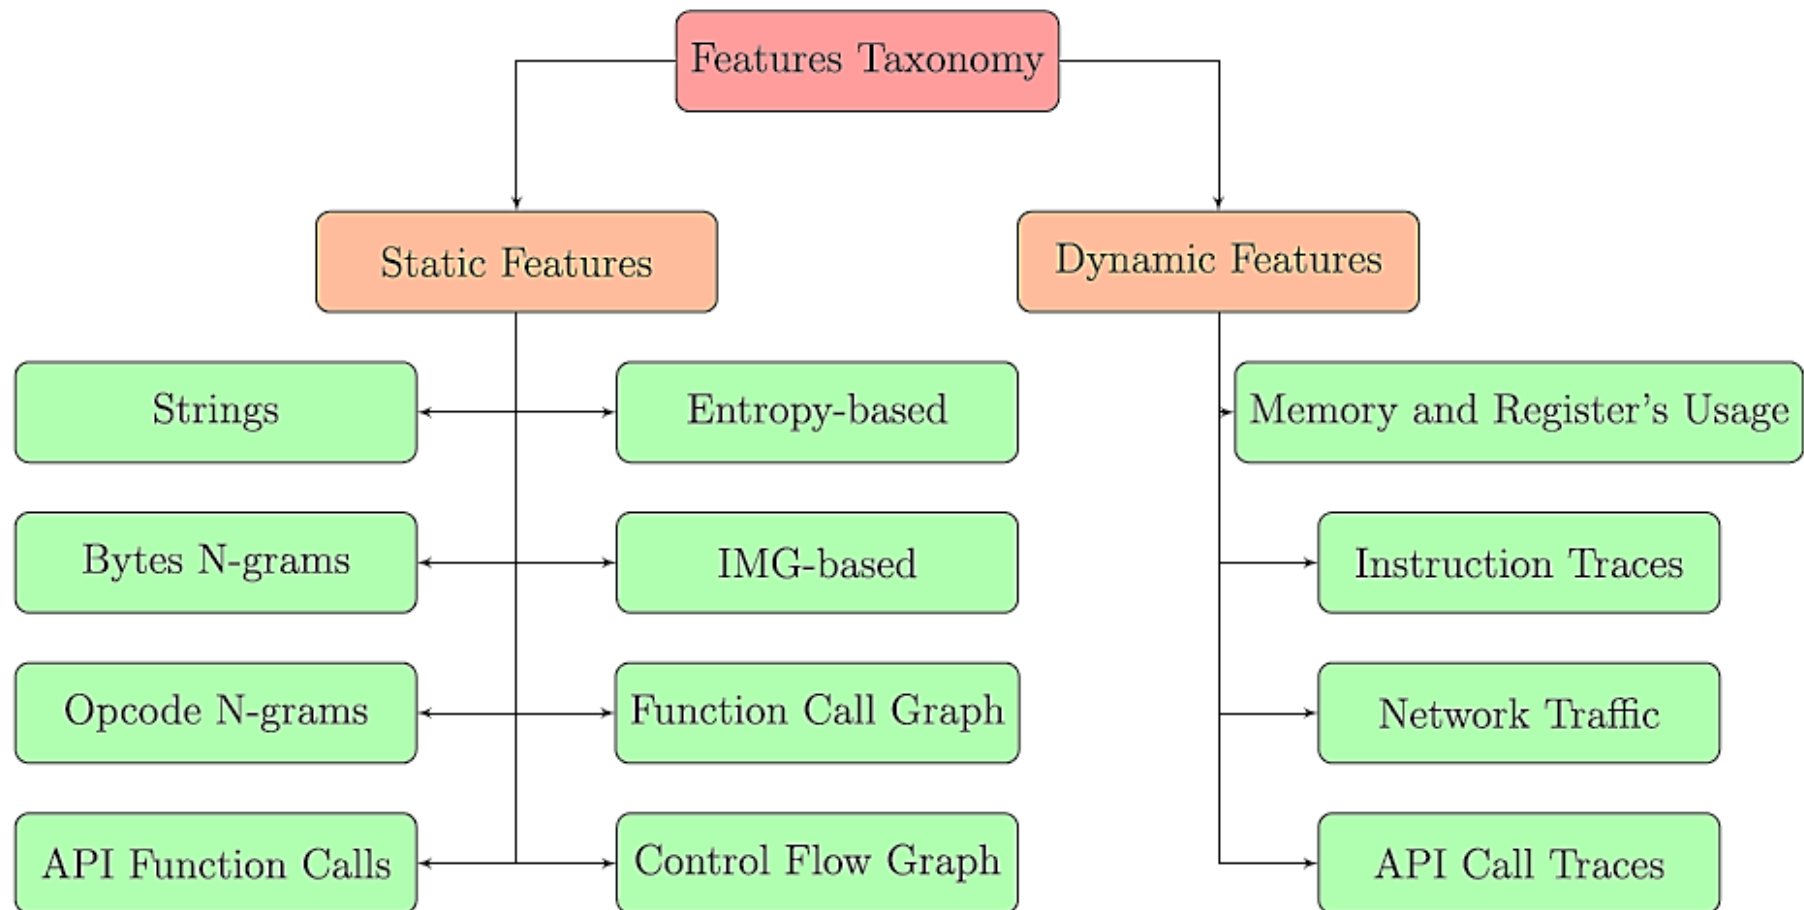 Features Taxonomy
Static Features
Dynamic Features
Strings
Entropy-based
Memory and Register's Usage
Bytes N-grams
IMG-based
Instruction Traces
Opcode N-grams
Function Call Graph
Network Traffic
API Function Calls
Control Flow Graph
API Call Traces